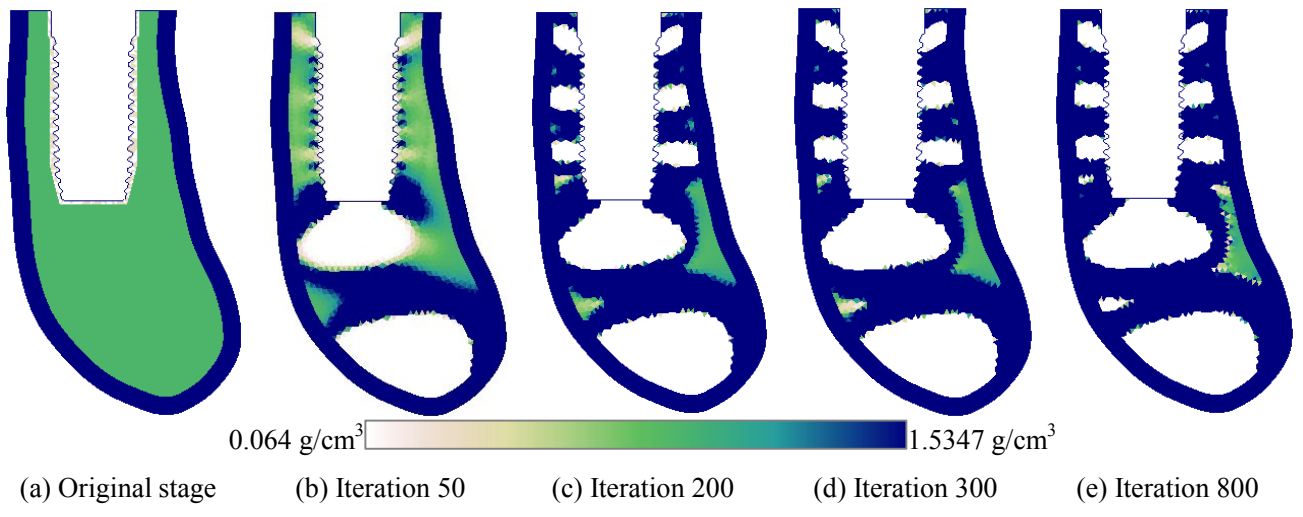 0.064 g/cm³ 1.5347 g/cm³
(a) Original stage (b) Iteration 50 (c) Iteration 200 (d) Iteration 300 (e) Iteration 800